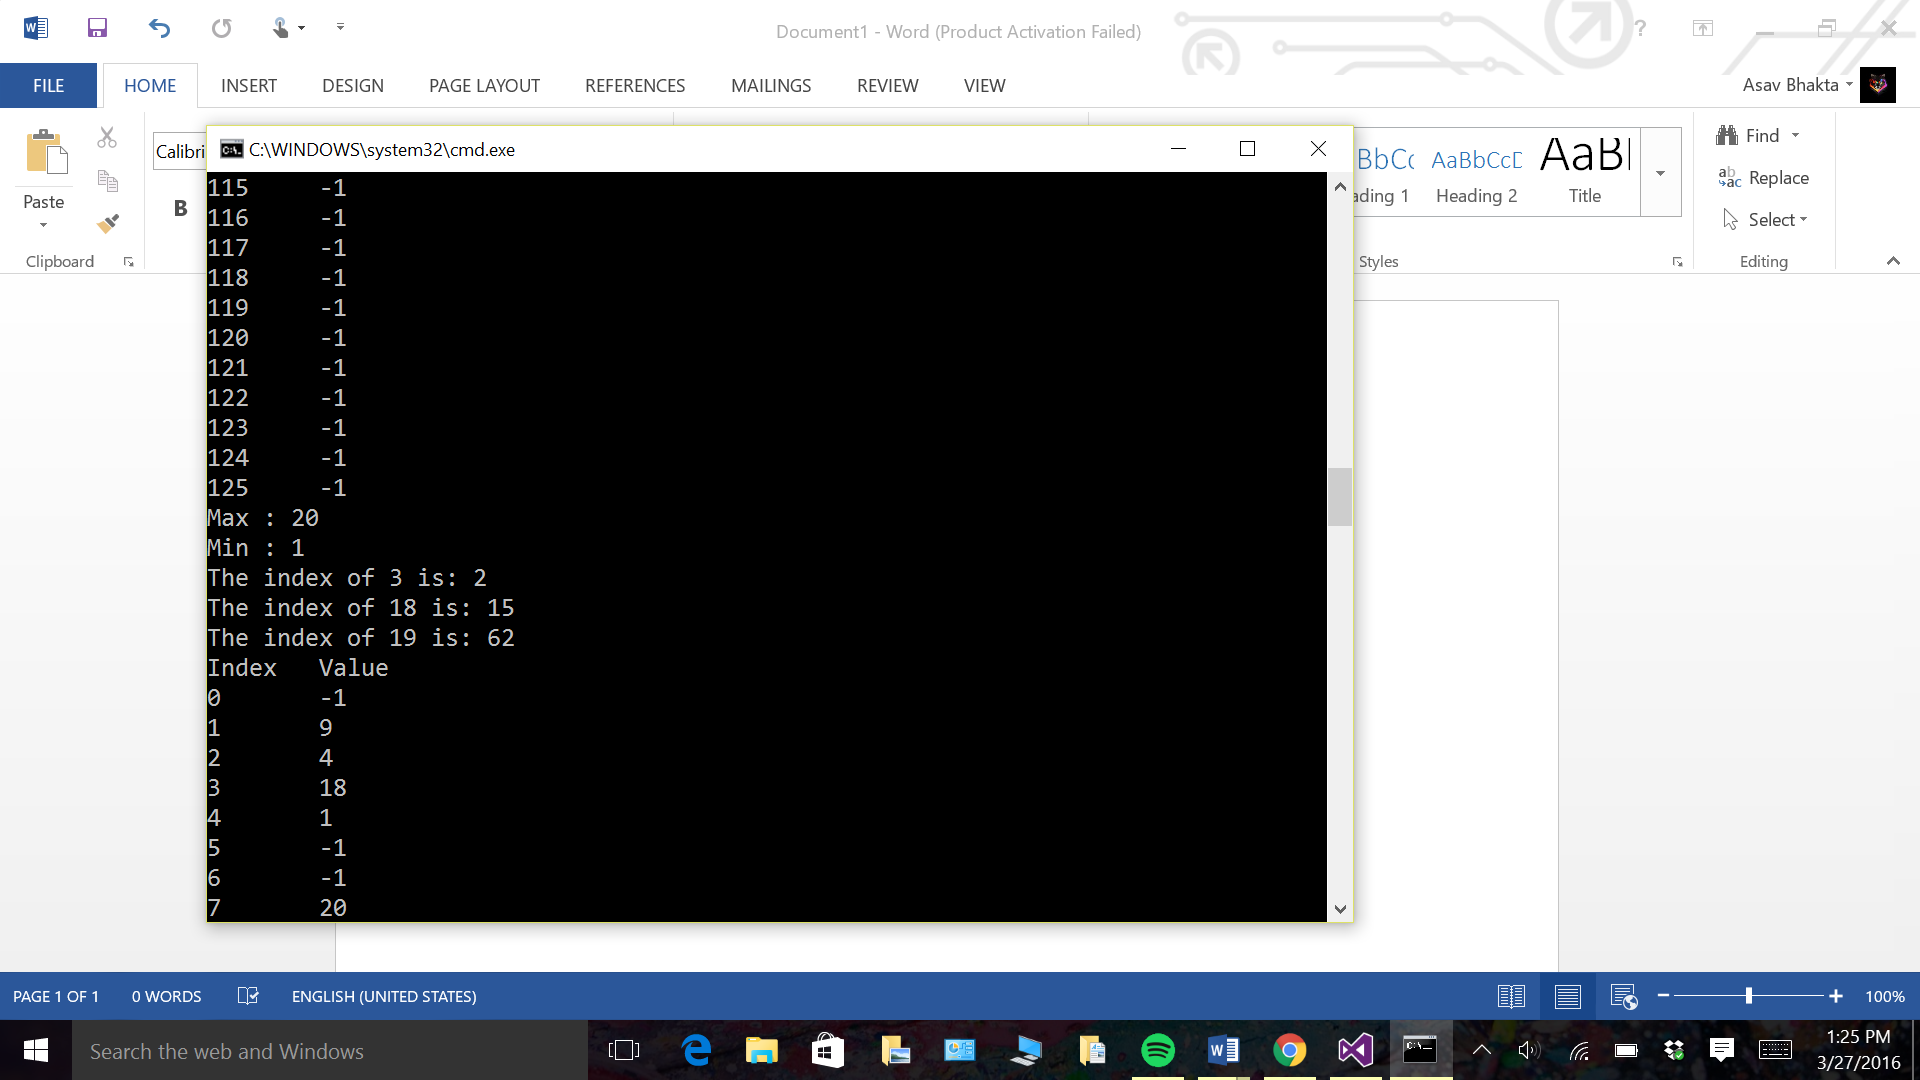 Document1 - Word (Product Activation Failed)
?
FILE HOME INSERT DESIGN PAGE LAYOUT REFERENCES MAILINGS REVIEW VIEW Asav Bhakta
Paste
Clipboard
Calibri
B
C:\WINDOWS\system32\cmd.exe
AaBbCcD
Heading 2
AaB
Title
Styles
Find
Replace
Select
Editing
115 -1
116 -1
117 -1
118 -1
119 -1
120 -1
121 -1
122 -1
123 -1
124 -1
125 -1
Max : 20
Min : 1
The index of 3 is: 2
The index of 18 is: 15
The index of 19 is: 62
Index Value
0 -1
1 9
2 4
3 18
4 1
5 -1
6 -1
7 20
PAGE 1 OF 1 0 WORDS ENGLISH (UNITED STATES) 100%
Search the web and Windows
1:25 PM
3/27/2016